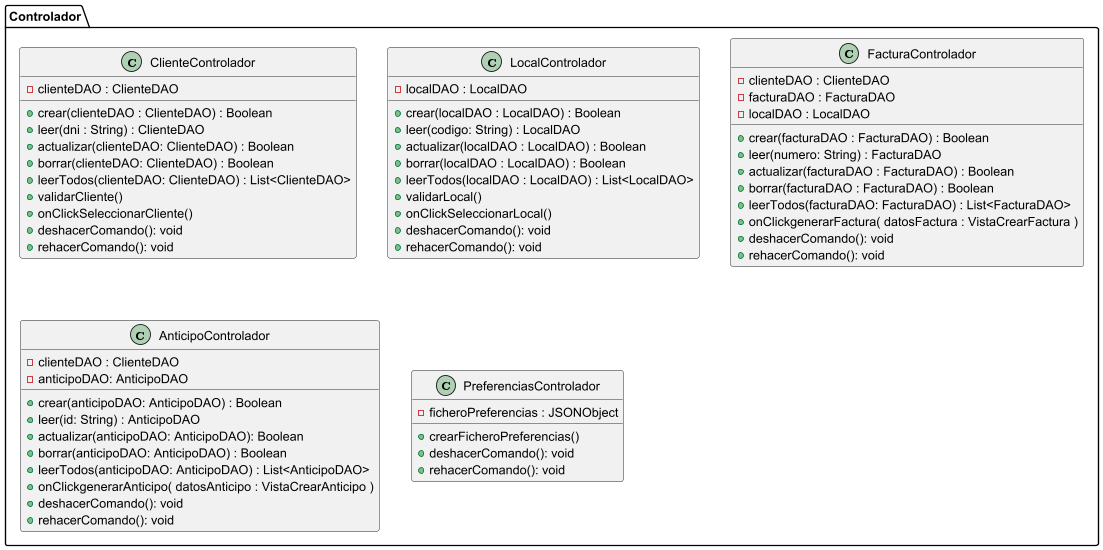 Controlador
C ClienteControlador
clienteDAO : ClienteDAO
crear(clienteDAO : ClienteDAO) : Boolean
leer(dni : String) : ClienteDAO
actualizar(clienteDAO: ClienteDAO) : Boolean
borrar(clienteDAO: ClienteDAO) : Boolean
leerTodos(clienteDAO: ClienteDAO) : List<ClienteDAO>
validarCliente()
onClickSeleccionarCliente()
deshacerComando(): void
rehacerComando(): void
C LocalControlador
localDAO : LocalDAO
crear(localDAO : LocalDAO) : Boolean
leer(codigo: String) : LocalDAO
actualizar(localDAO : LocalDAO) : Boolean
borrar(localDAO : LocalDAO) : Boolean
leerTodos(localDAO : LocalDAO) : List<LocalDAO>
validarLocal()
onClickSeleccionarLocal()
deshacerComando(): void
rehacerComando(): void
C FacturaControlador
clienteDAO : ClienteDAO
facturaDAO : FacturaDAO
localDAO : LocalDAO
crear(facturaDAO : FacturaDAO) : Boolean
leer(numero: String) : FacturaDAO
actualizar(facturaDAO : FacturaDAO) : Boolean
borrar(facturaDAO : FacturaDAO) : Boolean
leerTodos(facturaDAO: FacturaDAO) : List<FacturaDAO>
onClickgenerarFactura( datosFactura : VistaCrearFactura )
deshacerComando(): void
rehacerComando(): void
C AnticipoControlador
clienteDAO : ClienteDAO
anticipoDAO: AnticipoDAO
crear(anticipoDAO: AnticipoDAO) : Boolean
leer(id: String) : AnticipoDAO
actualizar(anticipoDAO: AnticipoDAO): Boolean
borrar(anticipoDAO: AnticipoDAO) : Boolean
leerTodos(anticipoDAO: AnticipoDAO) : List<AnticipoDAO>
onClickgenerarAnticipo( datosAnticipo : VistaCrearAnticipo )
deshacerComando(): void
rehacerComando(): void
C PreferenciasControlador
ficheroPreferencias : JSONObject
crearFicheroPreferencias()
deshacerComando(): void
rehacerComando(): void